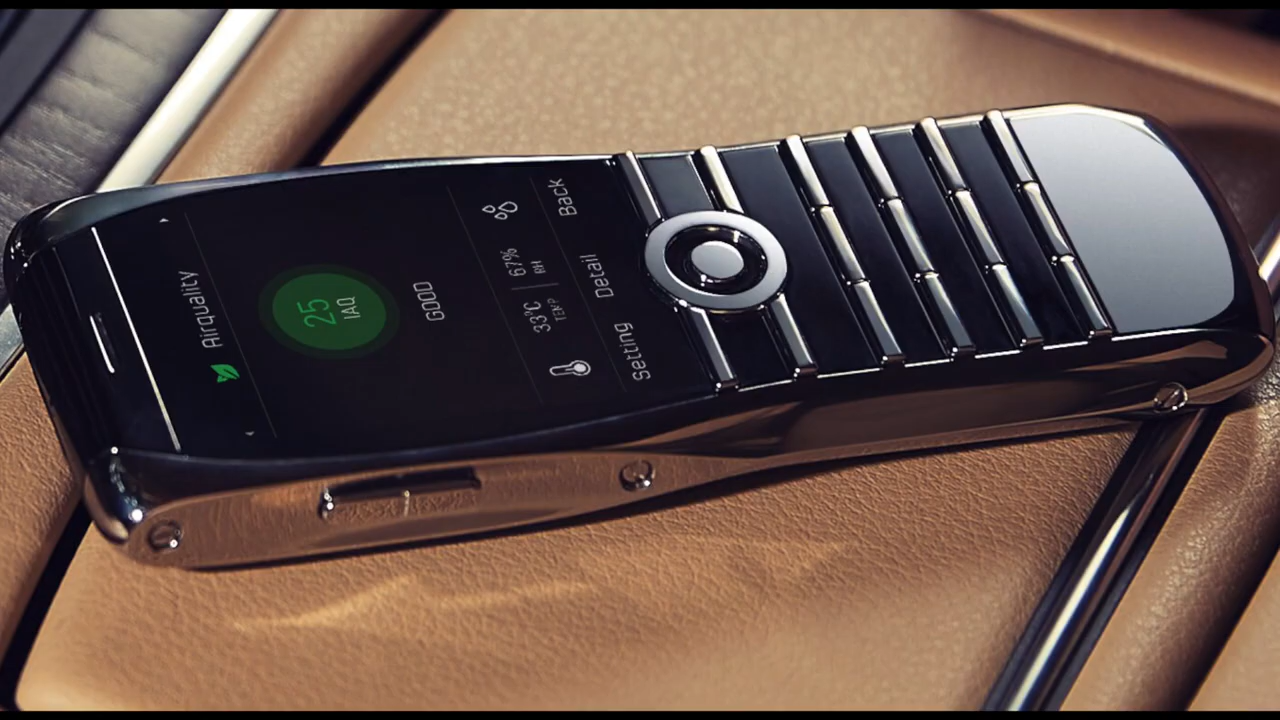 Airquality
25
IAQ
GOOD
33°C | 67%
TEMP RH
Setting Detail Back